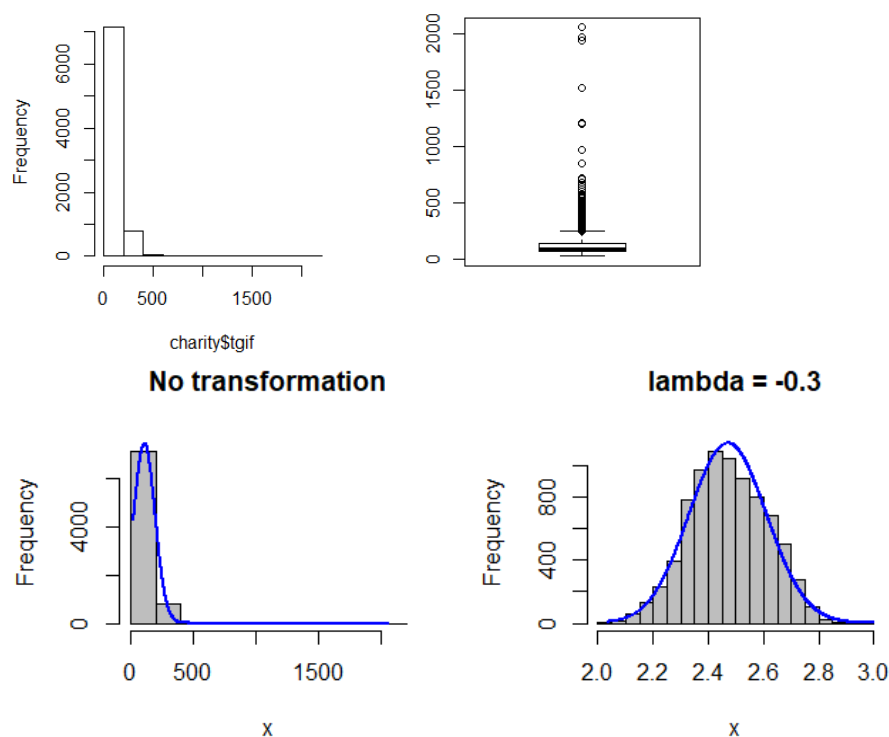 Frequency
0 2000 4000 6000
0 500 1500
charity$tgif
0 500 1000 1500 2000
No transformation
Frequency
0 4000
0 500 1500
x
lambda = -0.3
Frequency
0 400 800
2.0 2.2 2.4 2.6 2.8 3.0
x